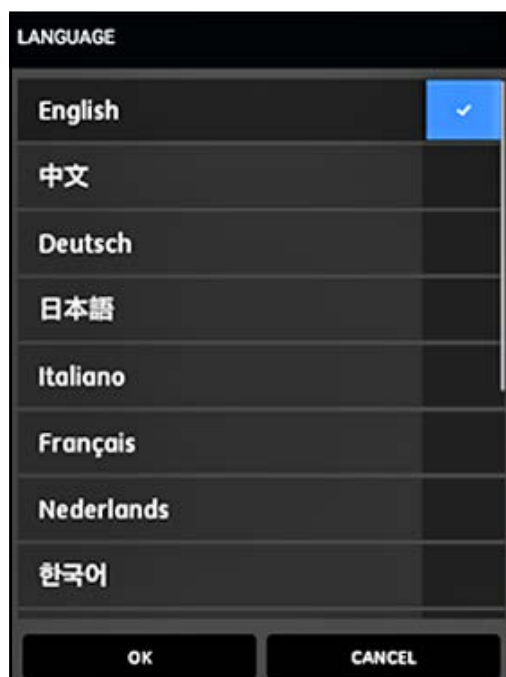 LANGUAGE
English
中文
Deutsch
日本語
Italiano
Français
Nederlands
한국어
OK
CANCEL